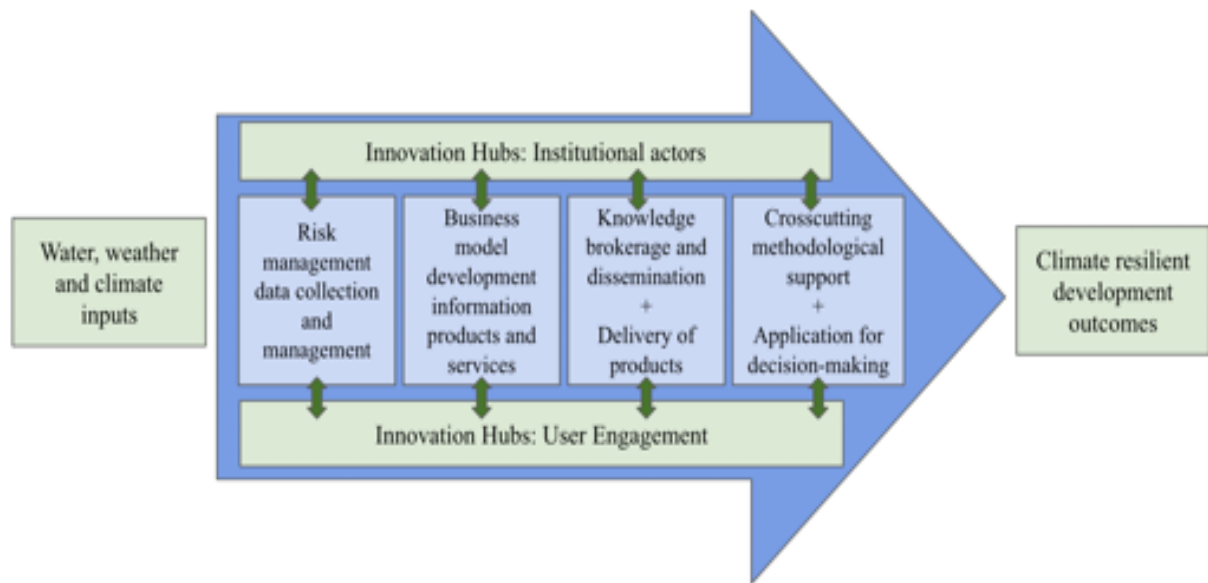 Innovation Hubs: Institutional actors
Water, weather
and climate
inputs
Risk
management
data collection
and
management
Business
model
development
information
products and
services
Knowledge
brokerage and
dissemination
+
Delivery of
products
Crosscutting
methodological
support
+
Application for
decision-making
Climate resilient
development
outcomes
Innovation Hubs: User Engagement